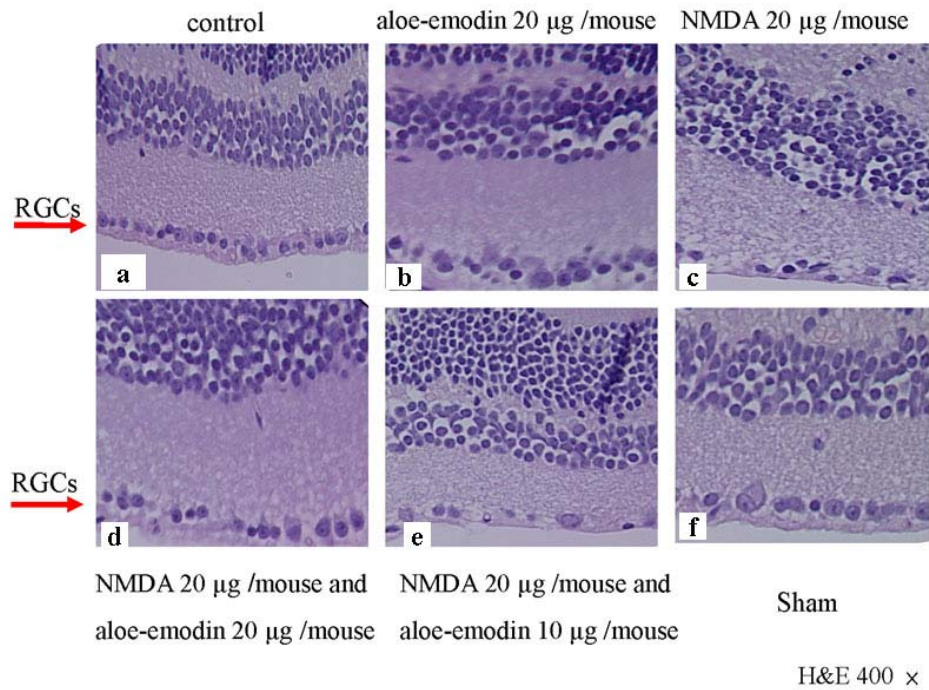 control
aloe-emodin 20 µg /mouse
NMDA 20 µg /mouse
RGCs
a
b
c
RGCs
d
e
f
NMDA 20 µg /mouse and
aloe-emodin 20 µg /mouse
NMDA 20 µg /mouse and
aloe-emodin 10 µg /mouse
Sham
H&E 400 ×